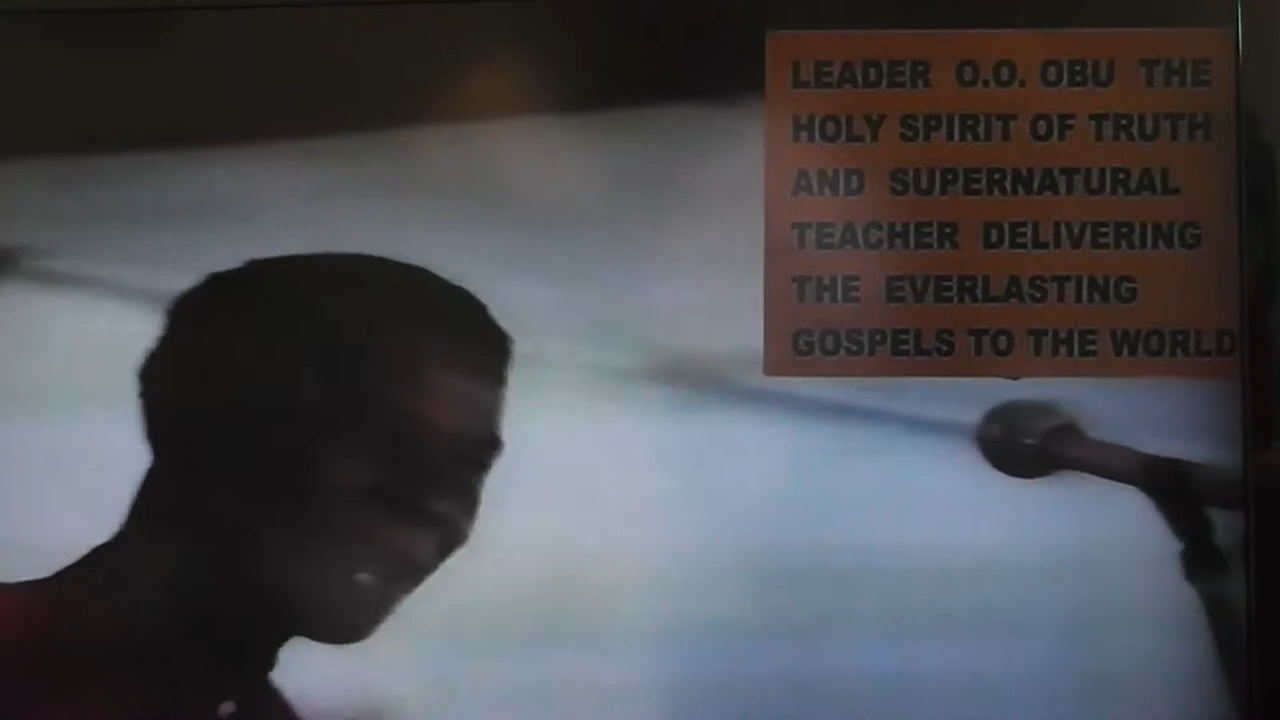 LEADER O.O. OBU THE
HOLY SPIRIT OF TRUTH
AND SUPERNATURAL
TEACHER DELIVERING
THE EVERLASTING
GOSPELS TO THE WORLD